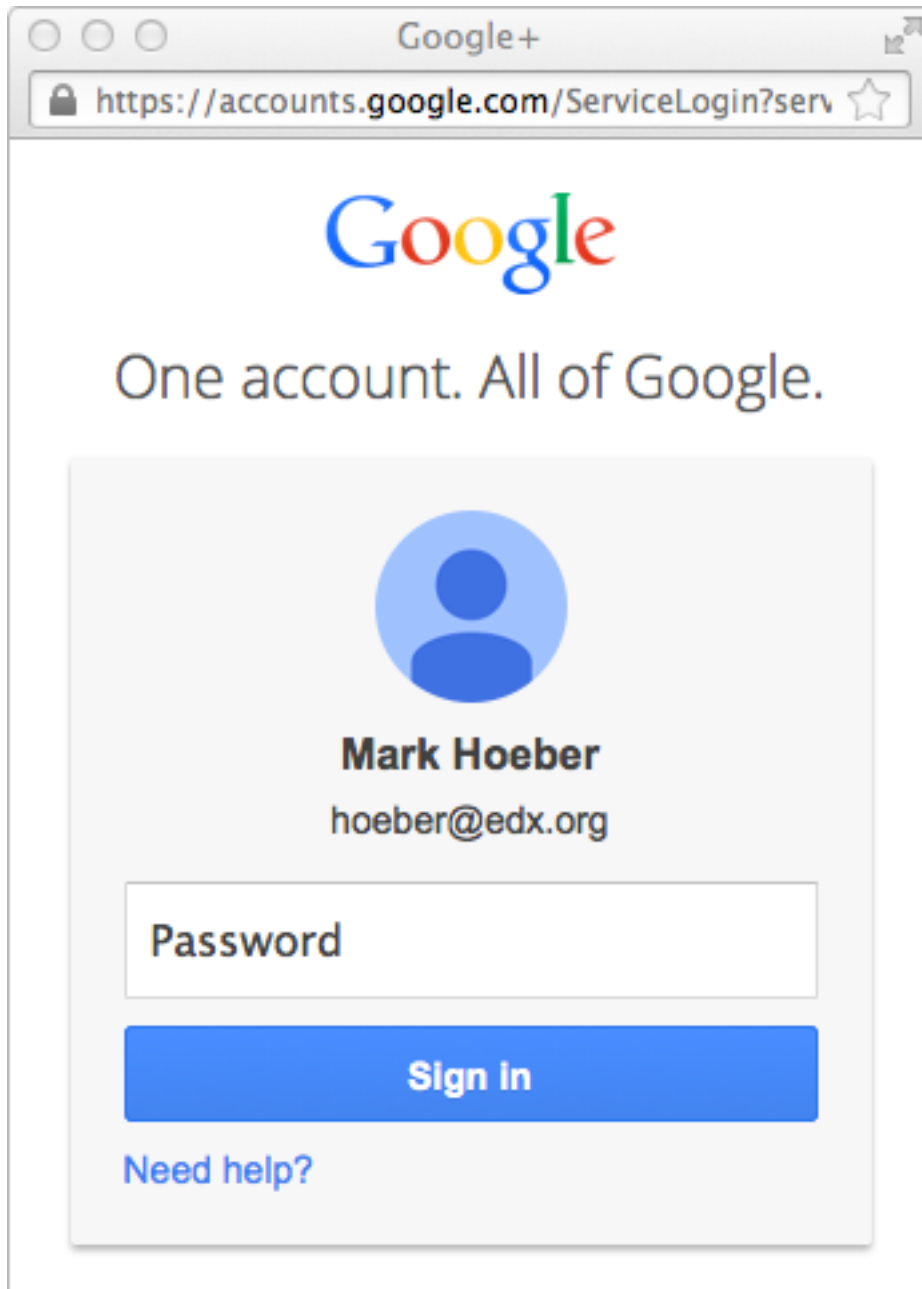 Google+
https://accounts.google.com/ServiceLogin?serv
Google
One account. All of Google.
Mark Hoeber
hoeber@edx.org
Password
Sign in
Need help?